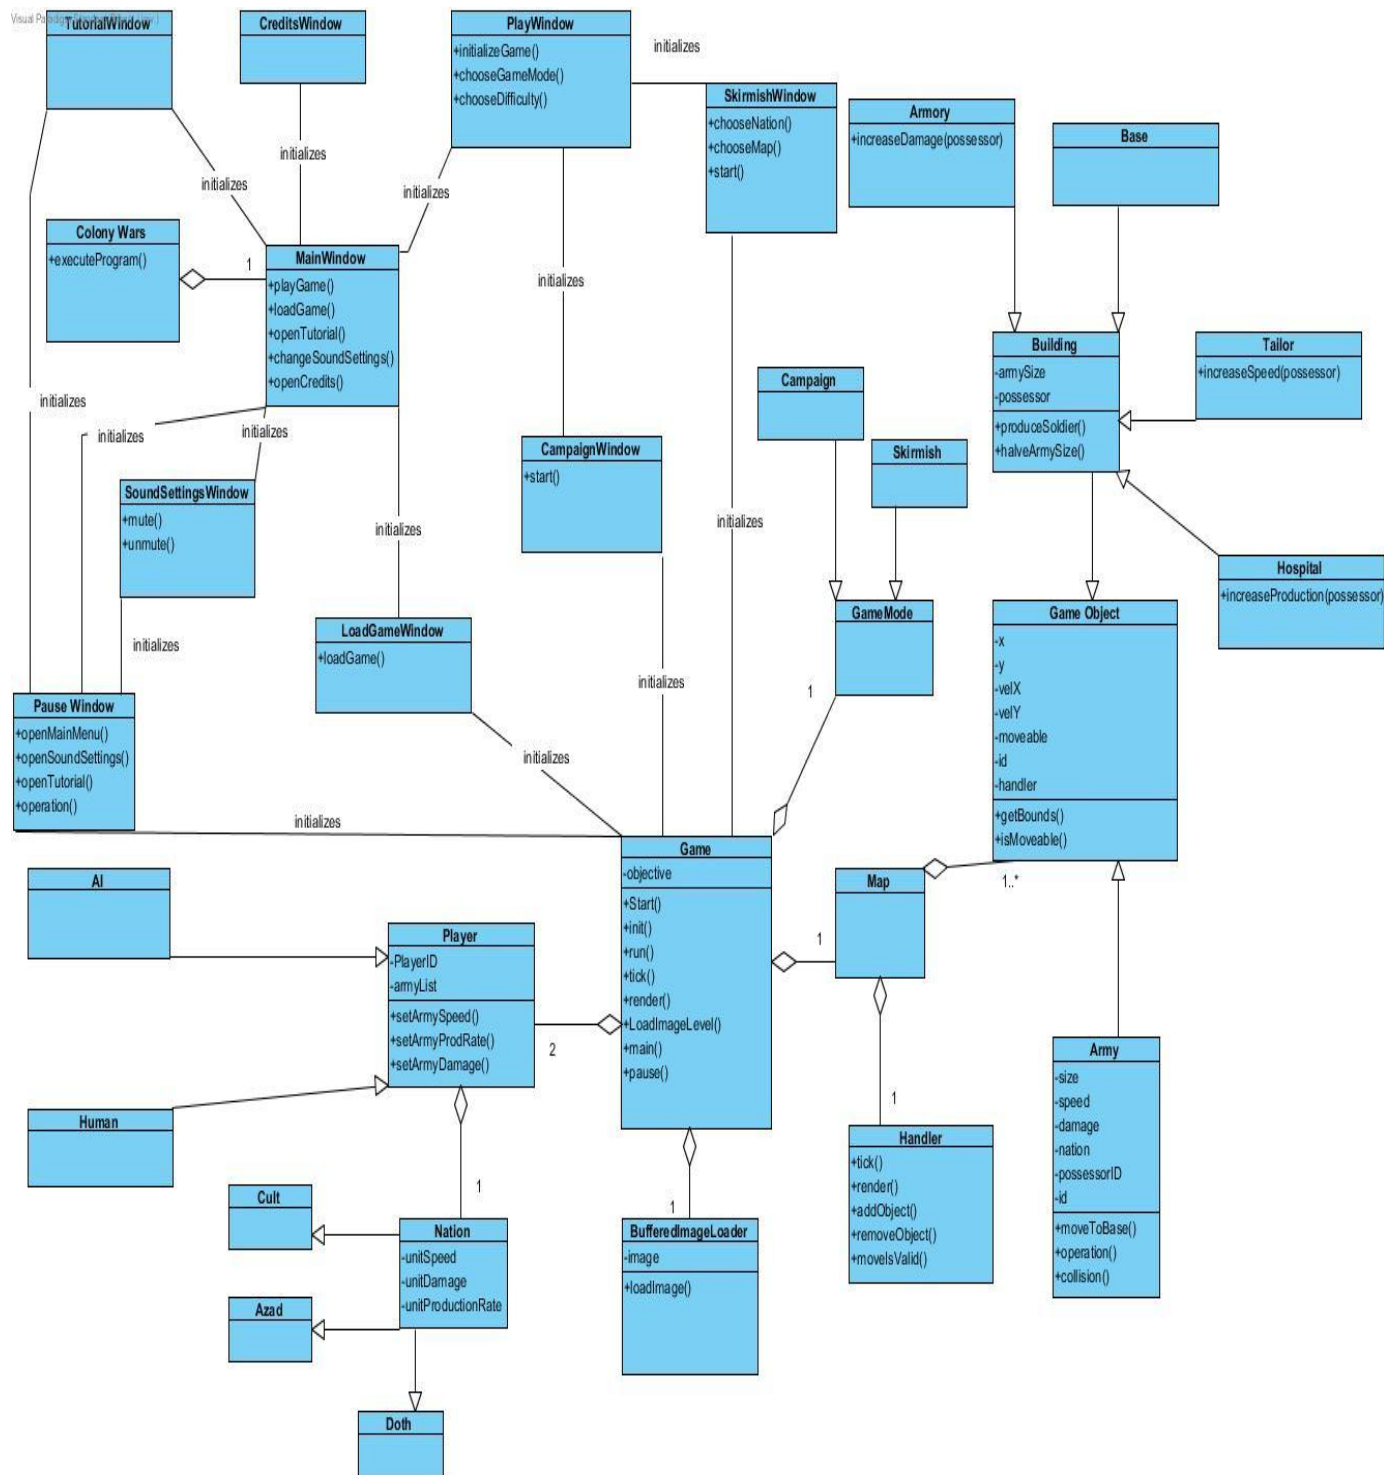 TutorialWindow
CreditsWindow
PlayWindow
+initializeGame()
+chooseGameMode()
+chooseDifficulty()
initializes
SkirmishWindow
+chooseNation()
+chooseMap()
+start()
Armory
+increaseDamage(possessor)
Base
initializes
initializes
initializes
Colony Wars
+executeProgram()
1
MainWindow
+playGame()
+loadGame()
+openTutorial()
+changeSoundSettings()
+openCredits()
initializes
Building
-armySize
-possessor
+produceSoldier()
+halveArmySize()
Tailor
+increaseSpeed(possessor)
Campaign
Skirmish
initializes
initializes
initializes
CampaignWindow
+start()
SoundSettingsWindow
+mute()
+unmute()
initializes
initializes
Hospital
+increaseProduction(possessor)
GameMode
Game Object
-x
-y
-velX
-velY
-moveable
-id
-handler
+getBounds()
+isMoveable()
LoadGameWindow
+loadGame()
initializes
initializes
1
Pause Window
+openMainMenu()
+openSoundSettings()
+openTutorial()
+operation()
initializes
initializes
Game
-objective
+Start()
+init()
+run()
+tick()
+render()
+LoadImageLevel()
+main()
+pause()
Map
1..*
1
AI
Player
-PlayerID
-armyList
+setArmySpeed()
+setArmyProdRate()
+setArmyDamage()
2
Human
Army
-size
-speed
-damage
-nation
-possessorID
-id
+moveToBase()
+operation()
+collision()
1
Handler
+tick()
+render()
+addObject()
+removeObject()
+moveIsValid()
1
1
Cult
Nation
-unitSpeed
-unitDamage
-unitProductionRate
BufferedImageLoader
-image
+loadImage()
Azad
Doth